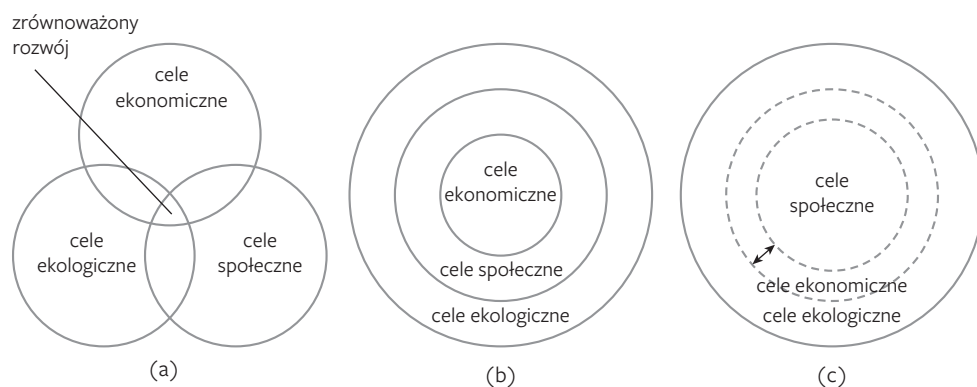 zrównoważony
rozwój
cele
ekonomiczne
cele
ekologiczne
cele
społeczne
(a)
cele
ekonomiczne
cele społeczne
cele ekologiczne
(b)
cele
społeczne
cele ekonomiczne
cele ekologiczne
(c)